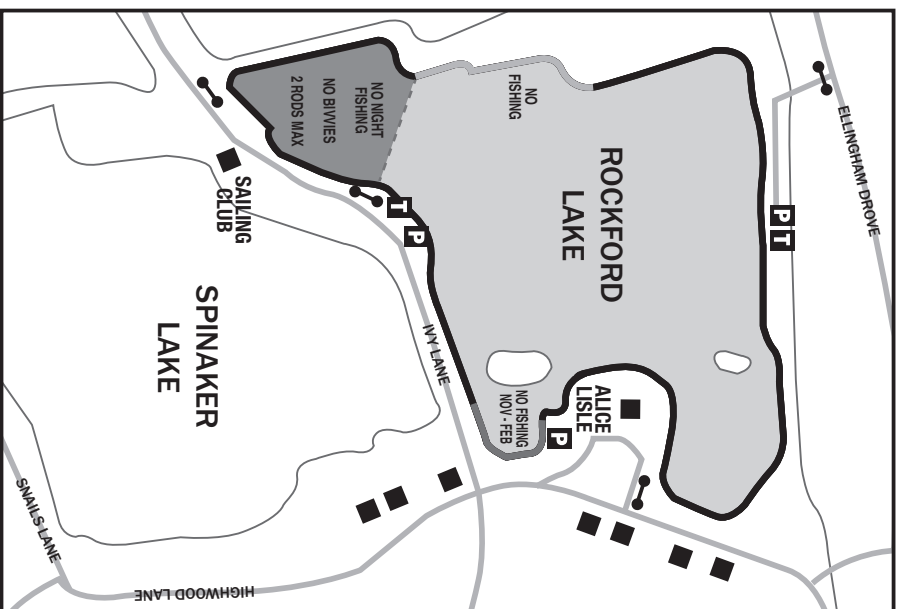 NO NIGHT
FISHING
NO BIVVIES
2 RODS MAX
NO
FISHING
ROCKFORD
LAKE
ELLINGHAM DROVE
P T
SAILING
CLUB
T
P
SPINAKER
LAKE
IVY LANE
NO FISHING
NOV - FEB
ALICE
LISLE
P
SNAILS LANE
HIGHWOOD LANE